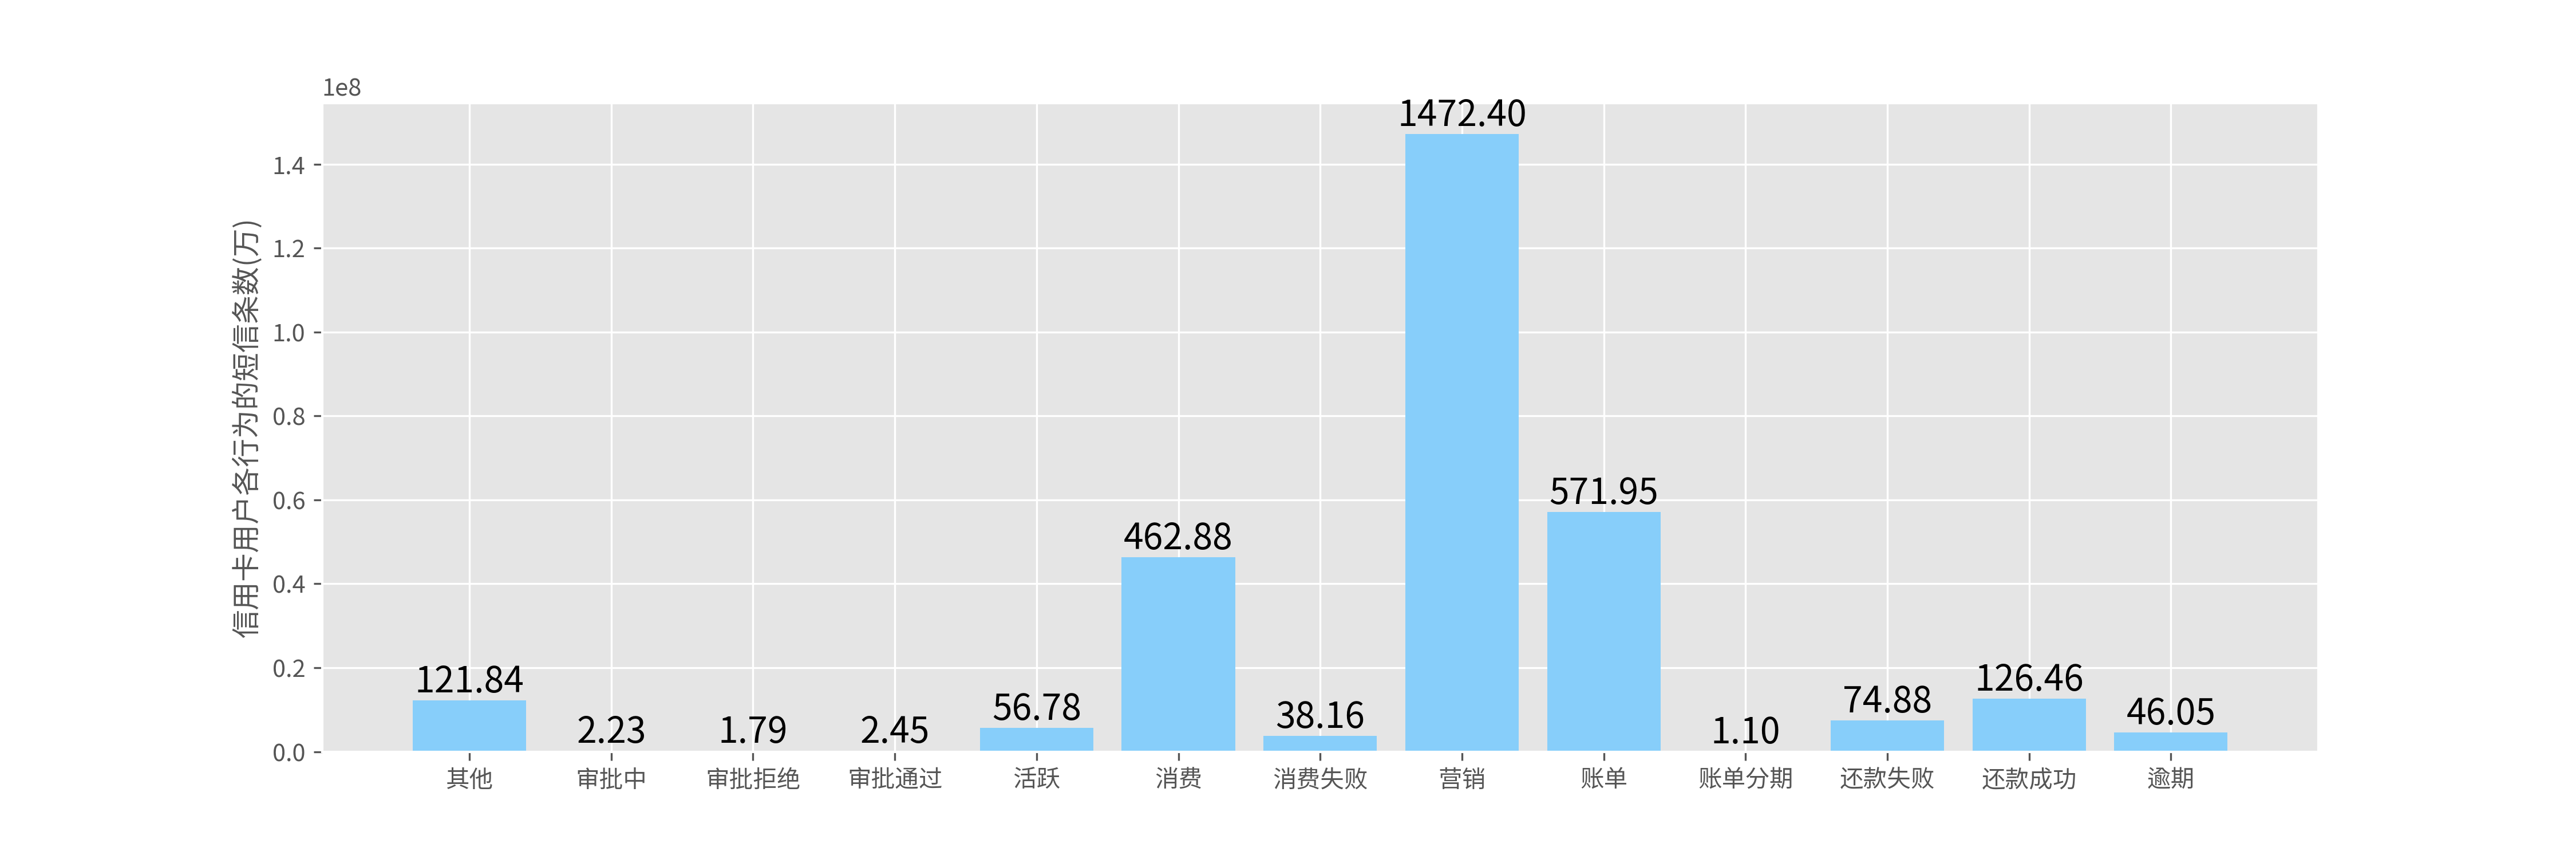 1e8
信用卡用户各行为的短信条数(万)
1.4
1.2
1.0
0.8
0.6
0.4
0.2
0.0
121.84
2.23
1.79
2.45
56.78
462.88
38.16
1472.40
571.95
1.10
74.88
126.46
46.05
其他
审批中
审批拒绝
审批通过
活跃
消费
消费失败
营销
账单
账单分期
还款失败
还款成功
逾期